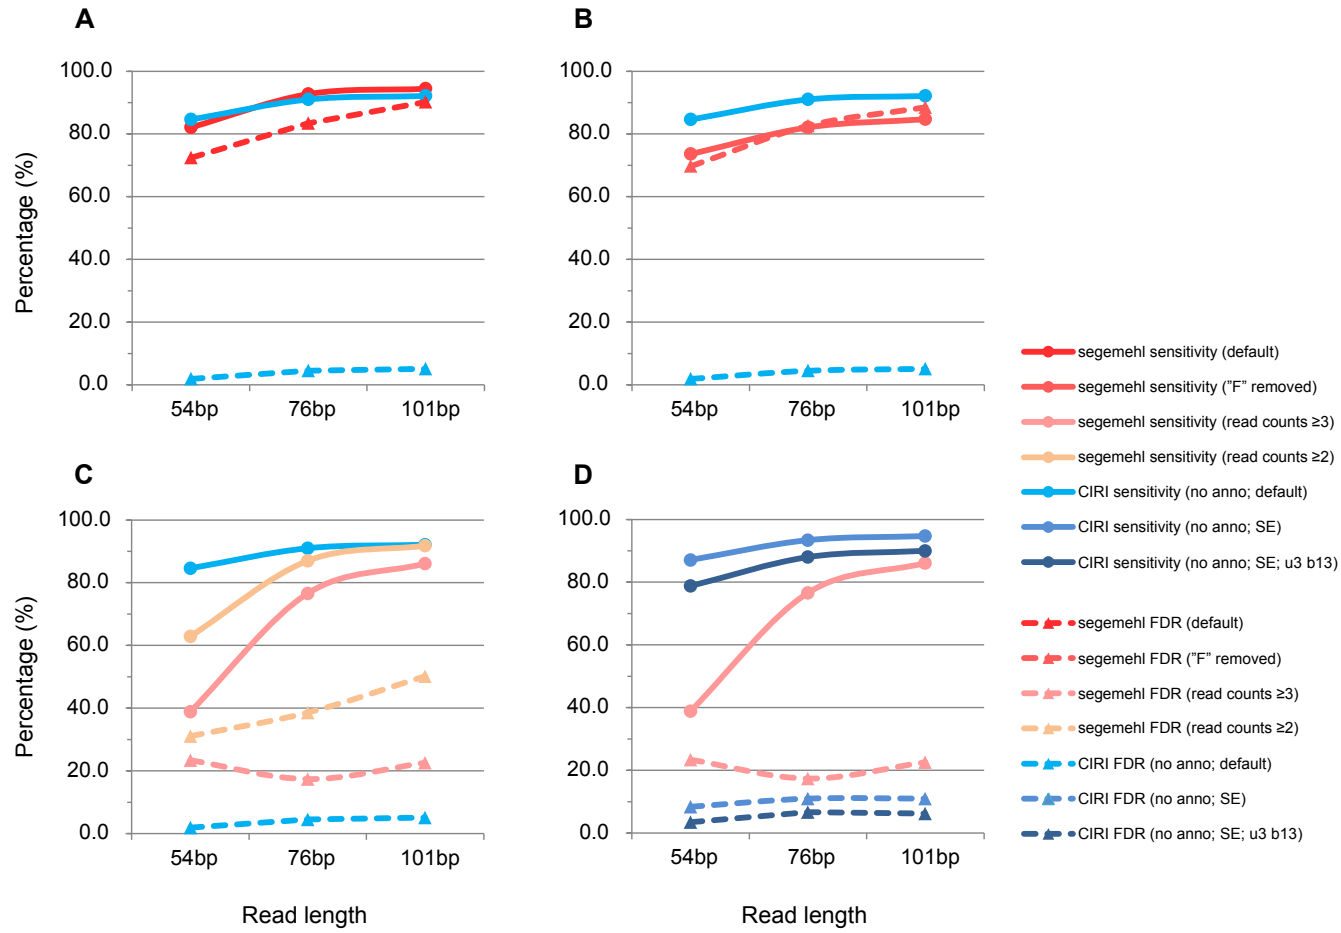 A
B
100.0
80.0
60.0
40.0
20.0
0.0
Percentage (%)
54bp
76bp
101bp
100.0
80.0
60.0
40.0
20.0
0.0
54bp
76bp
101bp
C
D
100.0
80.0
60.0
40.0
20.0
0.0
Percentage (%)
54bp
76bp
101bp
Read length
100.0
80.0
60.0
40.0
20.0
0.0
54bp
76bp
101bp
Read length
segemehl sensitivity (default)
segemehl sensitivity (”F” removed)
segemehl sensitivity (read counts ≥3)
segemehl sensitivity (read counts ≥2)
CIRI sensitivity (no anno; default)
CIRI sensitivity (no anno; SE)
CIRI sensitivity (no anno; SE; u3 b13)
segemehl FDR (default)
segemehl FDR (”F” removed)
segemehl FDR (read counts ≥3)
segemehl FDR (read counts ≥2)
CIRI FDR (no anno; default)
CIRI FDR (no anno; SE)
CIRI FDR (no anno; SE; u3 b13)